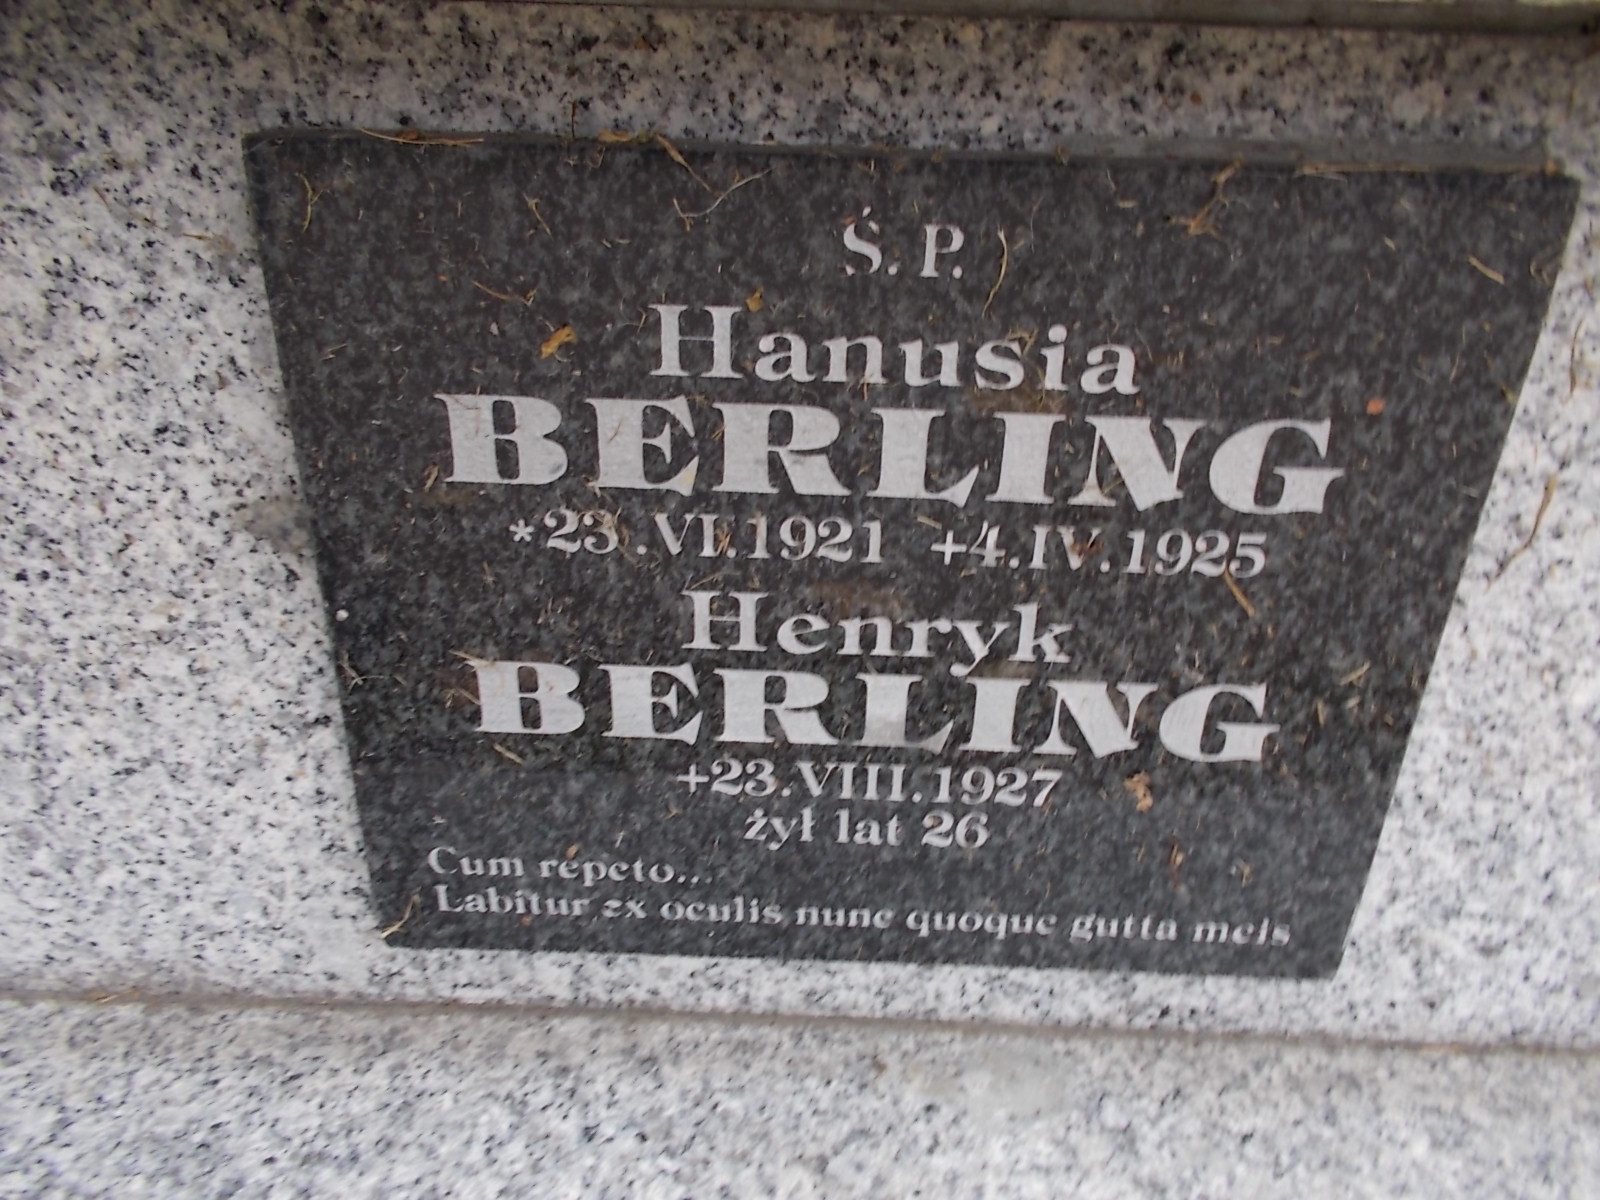 Ś. P.
Hanusia
BERLING
*23.VI.1921 +4.IV.1925
Henryk
BERLING
+23.VIII.1927
żył lat 26
Cum repeto...
Labitur ex oculis nunc quoque gutta meis